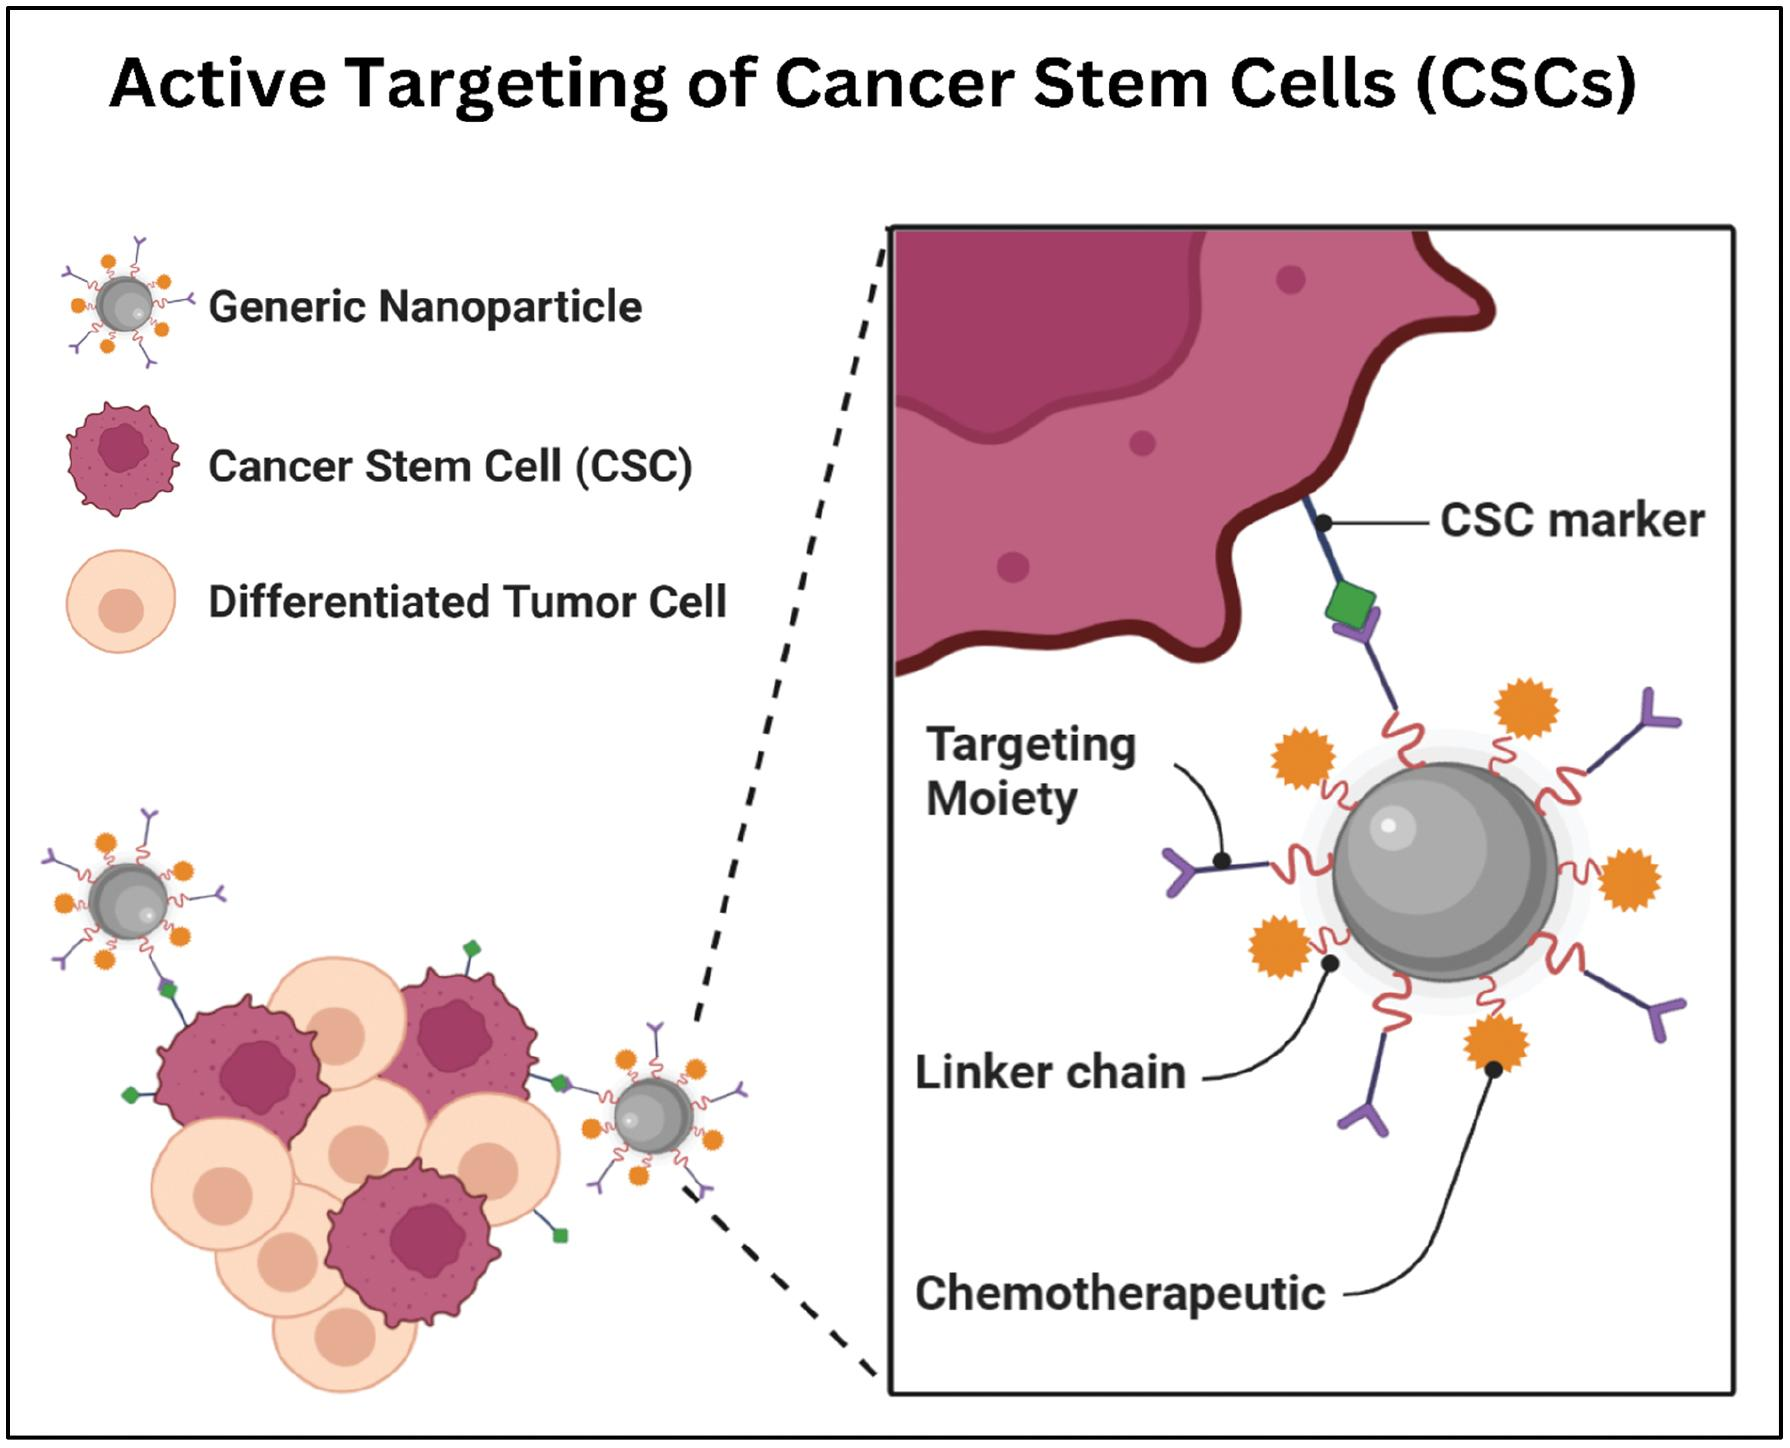 Active Targeting of Cancer Stem Cells (CSCs)
Generic Nanoparticle
Cancer Stem Cell (CSC)
Differentiated Tumor Cell
CSC marker
Targeting
Moiety
Linker chain
Chemotherapeutic